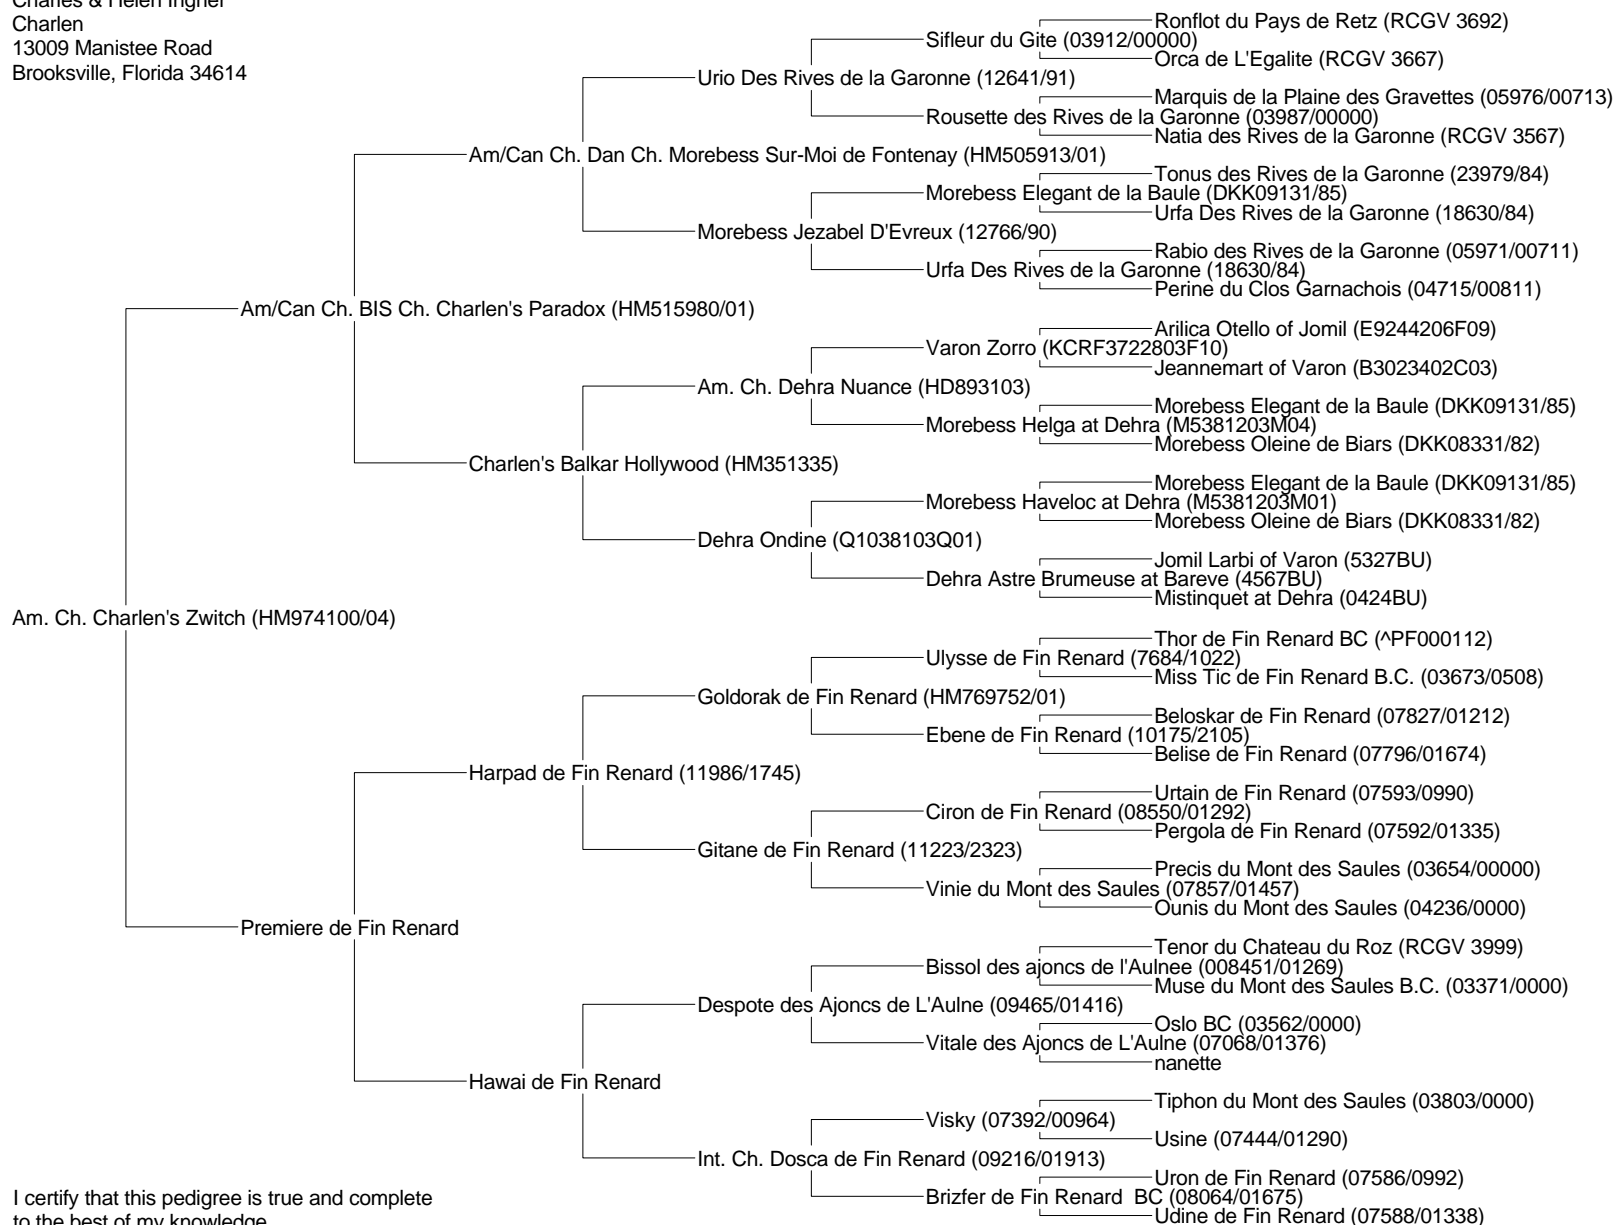 Charles & Helen Ingher
Charlen
13009 Manistee Road
Brooksville, Florida 34614
Ronflot du Pays de Retz (RCGV 3692)
Sifleur du Gite (03912/00000)
Orca de L'Egalite (RCGV 3667)
Urio Des Rives de la Garonne (12641/91)
Marquis de la Plaine des Gravettes (05976/00713)
Rousette des Rives de la Garonne (03987/00000)
Natia des Rives de la Garonne (RCGV 3567)
Am/Can Ch. Dan Ch. Morebess Sur-Moi de Fontenay (HM505913/01)
Tonus des Rives de la Garonne (23979/84)
Morebess Elegant de la Baule (DKK09131/85)
Urfa Des Rives de la Garonne (18630/84)
Morebess Jezabel D'Evreux (12766/90)
Rabio des Rives de la Garonne (05971/00711)
Urfa Des Rives de la Garonne (18630/84)
Perine du Clos Garnachois (04715/00811)
Am/Can Ch. BIS Ch. Charlen's Paradox (HM515980/01)
Arilica Otello of Jomil (E9244206F09)
Varon Zorro (KCRF3722803F10)
Jeannemart of Varon (B3023402C03)
Am. Ch. Dehra Nuance (HD893103)
Morebess Elegant de la Baule (DKK09131/85)
Morebess Helga at Dehra (M5381203M04)
Morebess Oleine de Biars (DKK08331/82)
Charlen's Balkar Hollywood (HM351335)
Morebess Elegant de la Baule (DKK09131/85)
Morebess Haveloc at Dehra (M5381203M01)
Morebess Oleine de Biars (DKK08331/82)
Dehra Ondine (Q1038103Q01)
Jomil Larbi of Varon (5327BU)
Dehra Astre Brumeuse at Bareve (4567BU)
Mistinquet at Dehra (0424BU)
Am. Ch. Charlen's Zwitch (HM974100/04)
Thor de Fin Renard BC (^PF000112)
Ulysse de Fin Renard (7684/1022)
Miss Tic de Fin Renard B.C. (03673/0508)
Goldorak de Fin Renard (HM769752/01)
Beloskar de Fin Renard (07827/01212)
Ebene de Fin Renard (10175/2105)
Belise de Fin Renard (07796/01674)
Harpad de Fin Renard (11986/1745)
Urtain de Fin Renard (07593/0990)
Ciron de Fin Renard (08550/01292)
Pergola de Fin Renard (07592/01335)
Gitane de Fin Renard (11223/2323)
Precis du Mont des Saules (03654/00000)
Vinie du Mont des Saules (07857/01457)
Ounis du Mont des Saules (04236/0000)
Premiere de Fin Renard
Tenor du Chateau du Roz (RCGV 3999)
Bissol des ajoncs de l'Aulnee (008451/01269)
Muse du Mont des Saules B.C. (03371/0000)
Despote des Ajoncs de L'Aulne (09465/01416)
Oslo BC (03562/0000)
Vitale des Ajoncs de L'Aulne (07068/01376)
nanette
Hawai de Fin Renard
Tiphon du Mont des Saules (03803/0000)
Visky (07392/00964)
Usine (07444/01290)
Int. Ch. Dosca de Fin Renard (09216/01913)
Uron de Fin Renard (07586/0992)
Brizfer de Fin Renard BC (08064/01675)
Udine de Fin Renard (07588/01338)
I certify that this pedigree is true and complete
to the best of my knowledge